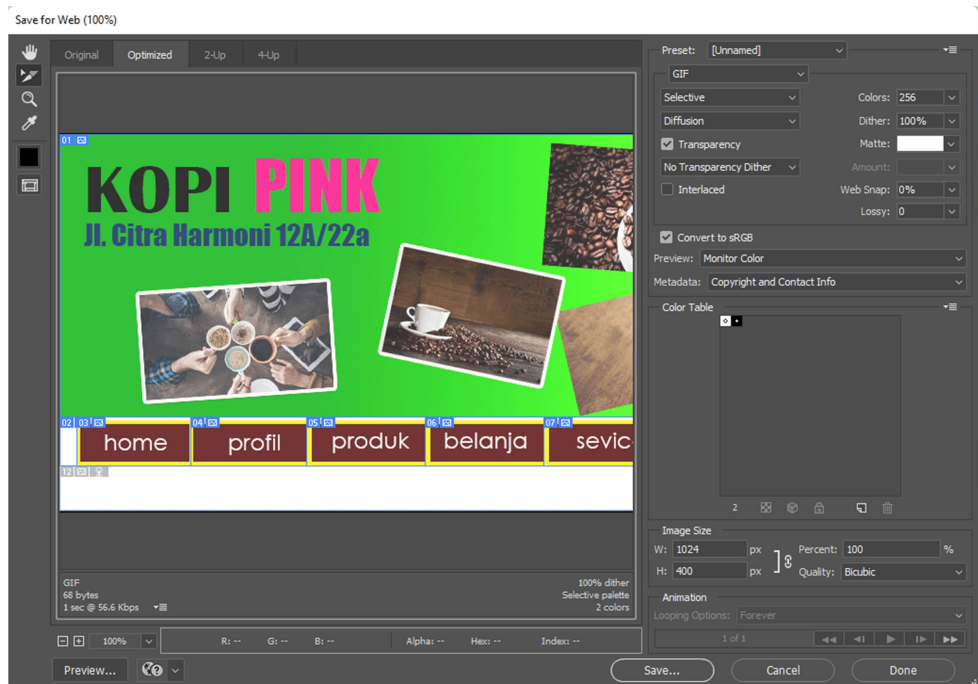 Save for Web (100%)
Original Optimized 2-Up 4-Up
01
KOPI PINK
Jl. Citra Harmoni 12A/22a
02 03 04 05 06 07
home profil produk belanja sevic
12
GIF
68 bytes
1 sec @ 56.6 Kbps
100% dither
Selective palette
2 colors
100% R: -- G: -- B: -- Alpha: -- Hex: -- Index: --
Preview...
Preset: [Unnamed]
GIF
Selective Colors: 256
Diffusion Dither: 100%
Transparency Matte:
No Transparency Dither Amount:
Interlaced Web Snap: 0%
Lossy: 0
Convert to sRGB
Preview: Monitor Color
Metadata: Copyright and Contact Info
Color Table
2
Image Size
W: 1024 px Percent: 100 %
H: 400 px Quality: Bicubic
Animation
Looping Options: Forever
1 of 1
Save... Cancel Done